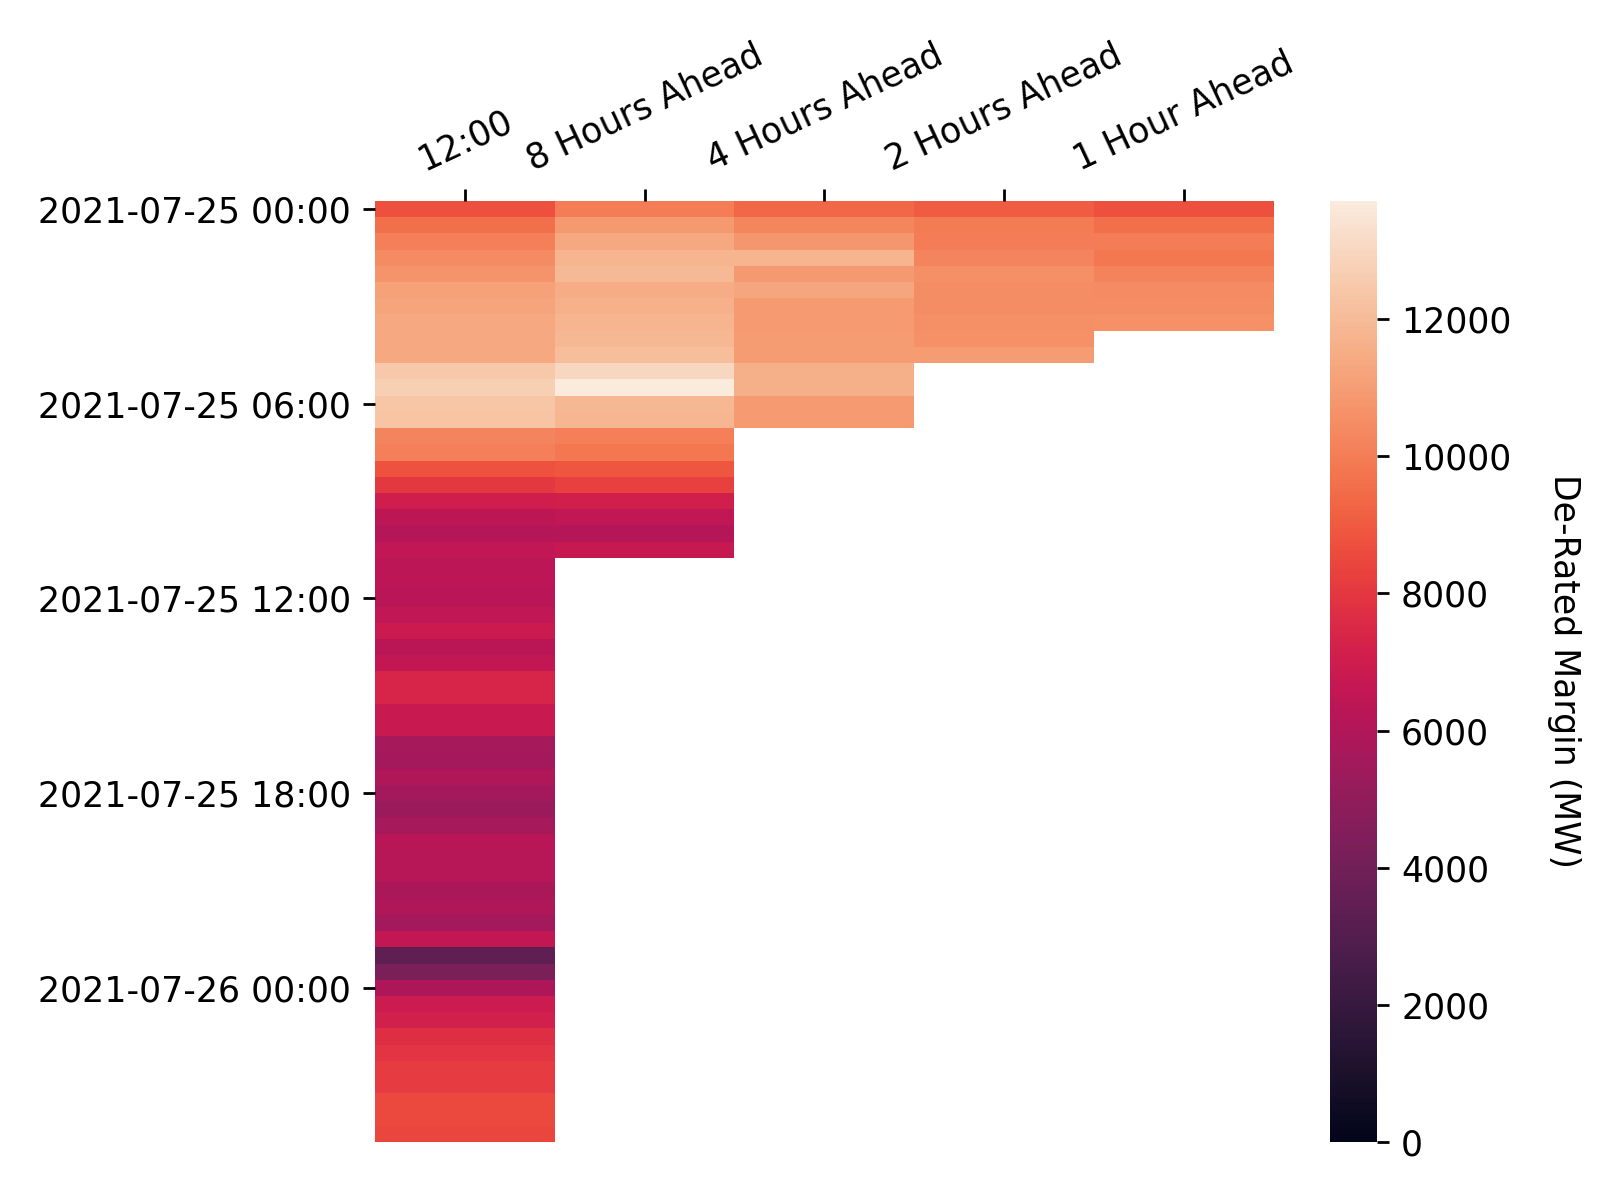 12:00
8 Hours Ahead
4 Hours Ahead
2 Hours Ahead
1 Hour Ahead
2021-07-25 00:00
2021-07-25 06:00
2021-07-25 12:00
2021-07-25 18:00
2021-07-26 00:00
12000
10000
8000
6000
4000
2000
0
De-Rated Margin (MW)